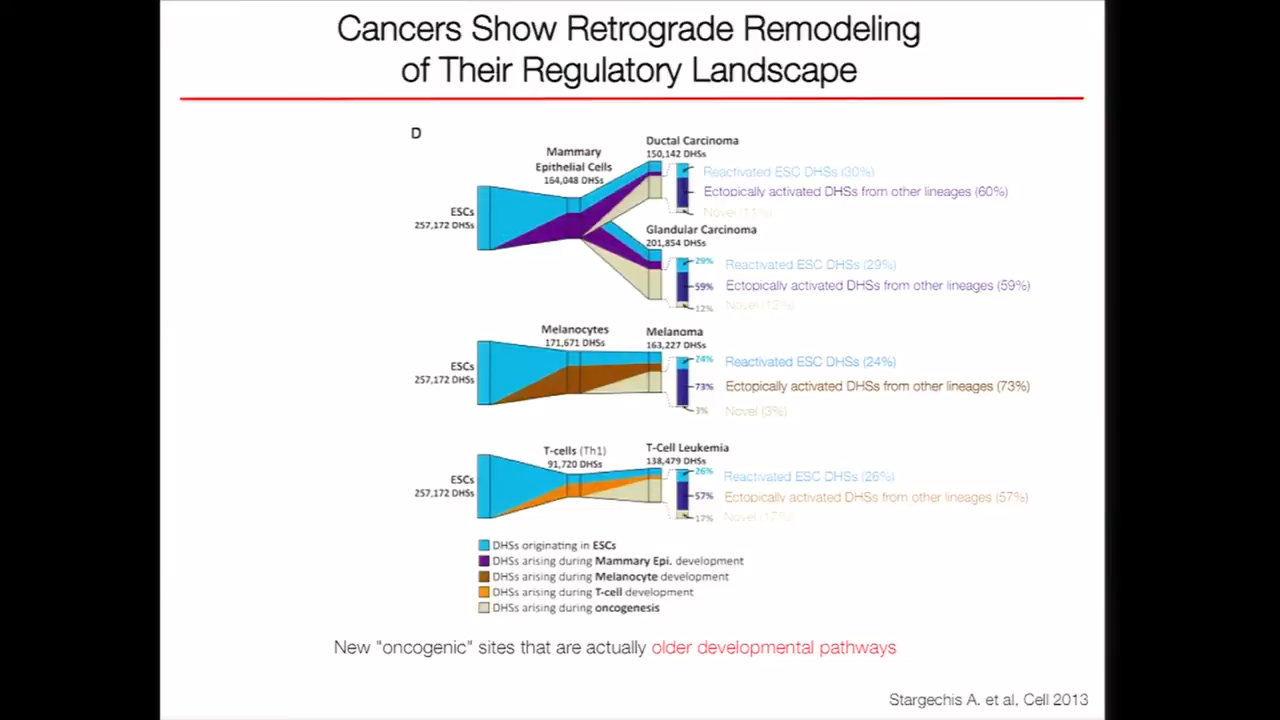 Cancers Show Retrograde Remodeling
of Their Regulatory Landscape
D
Ductal Carcinoma
150,142 DHSs
Mammary
Epithelial Cells
164,048 DHSs
Reactivated ESC DHSs (30%)
Ectopically activated DHSs from other lineages (60%)
Novel (11%)
ESCs
257,172 DHSs
Glandular Carcinoma
201,854 DHSs
29%
Reactivated ESC DHSs (29%)
59%
Ectopically activated DHSs from other lineages (59%)
12%
Novel (12%)
Melanocytes
171,671 DHSs
Melanoma
163,227 DHSs
ESCs
257,172 DHSs
24%
Reactivated ESC DHSs (24%)
73%
Ectopically activated DHSs from other lineages (73%)
3%
Novel (3%)
T-cells (Th1)
91,720 DHSs
T-Cell Leukemia
138,479 DHSs
ESCs
257,172 DHSs
26%
Reactivated ESC DHSs (26%)
57%
Ectopically activated DHSs from other lineages (57%)
17%
Novel (17%)
DHSs originating in ESCs
DHSs arising during Mammary Epi. development
DHSs arising during Melanocyte development
DHSs arising during T-cell development
DHSs arising during oncogenesis
New "oncogenic" sites that are actually older developmental pathways
Stargechis A. et al, Cell 2013